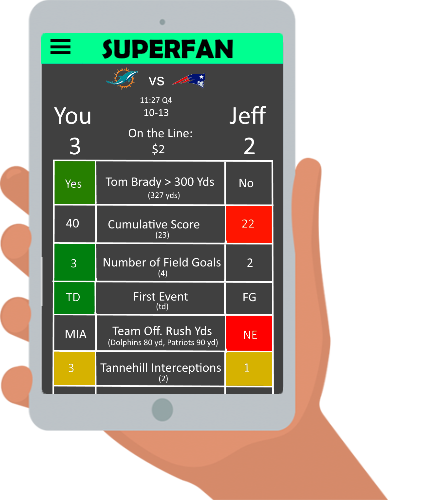 SUPERFAN
VS
11:27 Q4
10-13
You
Jeff
On the Line:
3
$2
2
Yes
Tom Brady > 300 Yds
No
(327 yds)
40
Cumulative Score
22
(23)
3
Number of Field Goals
2
(4)
TD
First Event
FG
(td)
MIA
Team Off. Rush Yds
NE
(Dolphins 80 yd, Patriots 90 yd)
3
Tannehill Interceptions
1
(2)